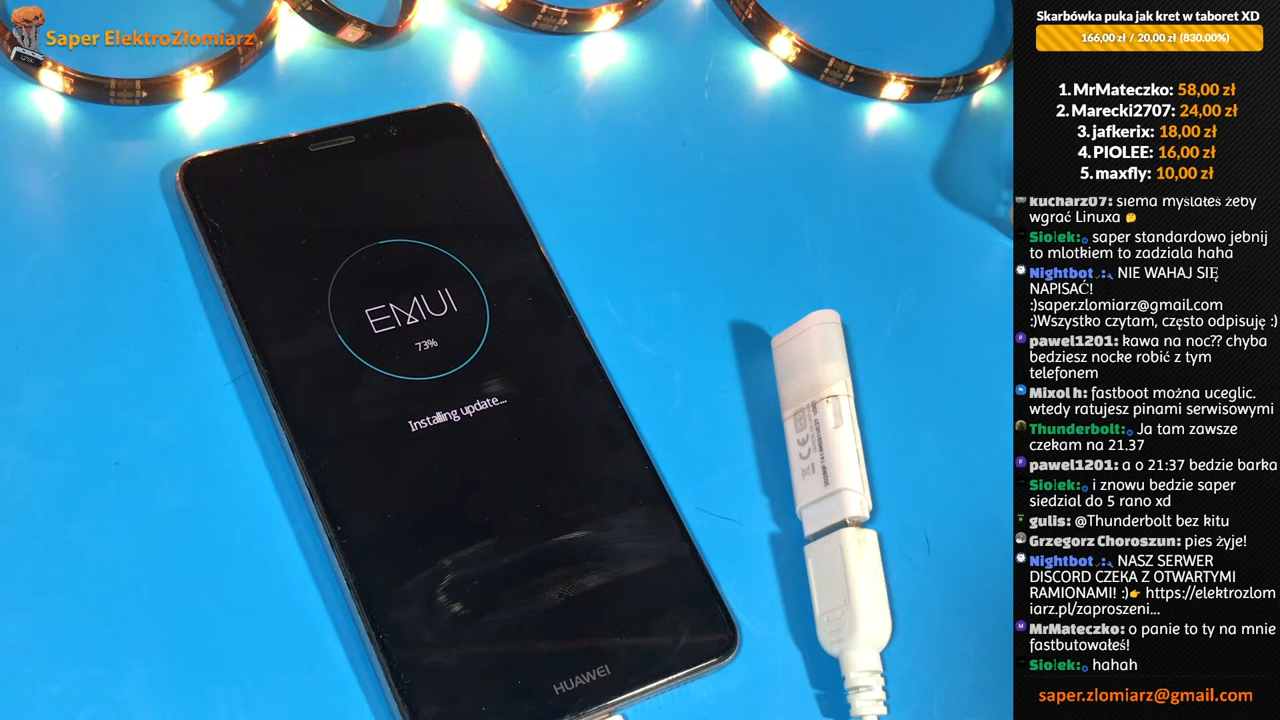 Saper ElektroZłomiarz
EMUI
73%
Installing update...
HUAWEI
Skarbówka puka jak kret w taboret XD
166,00 zł / 20,00 zł (830.00%)
1. MrMateczko: 58,00 zł
2. Marecki2707: 24,00 zł
3. jafkerix: 18,00 zł
4. PIOLEE: 16,00 zł
5. maxfly: 10,00 zł
kucharz07: siema myślałeś żeby
wgrać Linuxa 🤔
Siołek: saper standardowo jebnij
to mlotkiem to zadziala haha
Nightbot: NIE WAHAJ SIĘ
NAPISAĆ!
:)saper.zlomiarz@gmail.com
:)Wszystko czytam, często odpisuję :)
pawel1201: kawa na noc?? chyba
bedziesz nocke robić z tym
telefonem
Mixol h: fastboot można uceglic.
wtedy ratujesz pinami serwisowymi
Thunderbolt: Ja tam zawsze
czekam na 21.37
pawel1201: a o 21:37 bedzie barka
Siołek: i znowu bedzie saper
siedzial do 5 rano xd
gulis: @Thunderbolt bez kitu
Grzegorz Choroszun: pies żyje!
Nightbot: NASZ SERWER
DISCORD CZEKA Z OTWARTYMI
RAMIONAMI! :)👉 https://elektrozlom
iarz.pl/zaproszeni...
MrMateczko: o panie to ty na mnie
fastbutowałeś!
Siołek: hahah
saper.zlomiarz@gmail.com